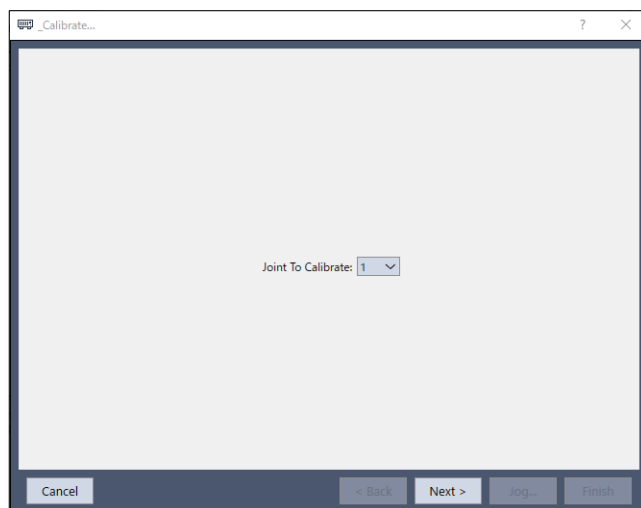 _Calibrate...
?
Joint To Calibrate: 1
Cancel < Back Next > Jog... Finish